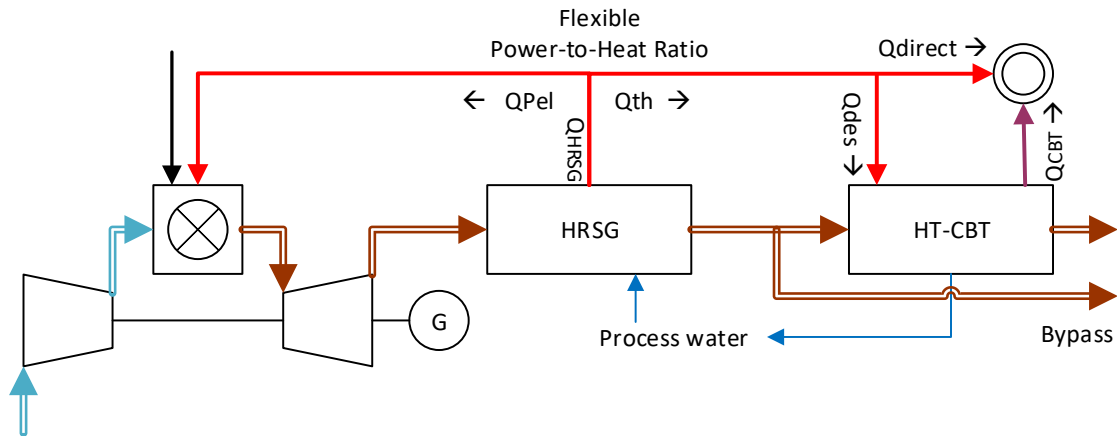 Flexible
Power-to-Heat Ratio
Qdirect →
← QPel
Qth →
QHRSG
Qdes →
QCBT →
HRSG
HT-CBT
G
Process water
Bypass